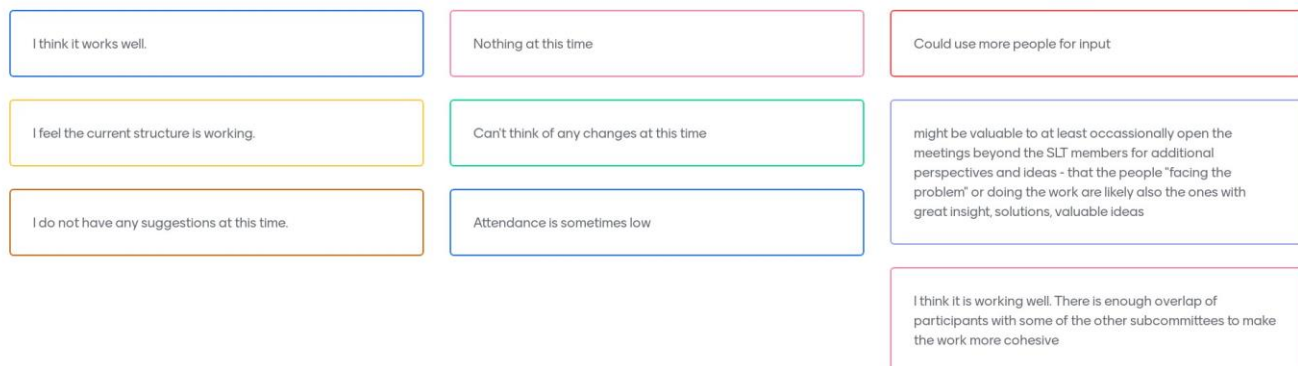 I think it works well.
I feel the current structure is working.
I do not have any suggestions at this time.
Nothing at this time
Can't think of any changes at this time
Attendance is sometimes low
Could use more people for input
might be valuable to at least occassionally open the
meetings beyond the SLT members for additional
perspectives and ideas - that the people "facing the
problem" or doing the work are likely also the ones with
great insight, solutions, valuable ideas
I think it is working well. There is enough overlap of
participants with some of the other subcommittees to make
the work more cohesive